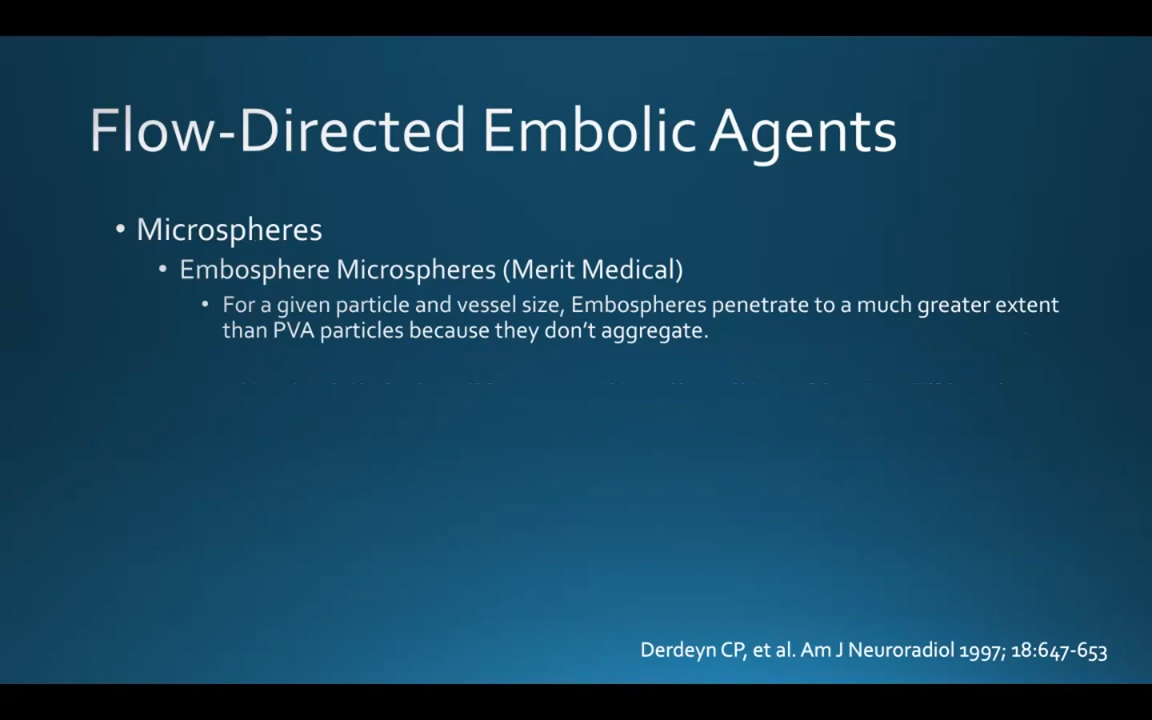 Flow-Directed Embolic Agents
• Microspheres
• Embosphere Microspheres (Merit Medical)
• For a given particle and vessel size, Embospheres penetrate to a much greater extent
than PVA particles because they don't aggregate.
Derdeyn CP, et al. Am J Neuroradiol 1997; 18:647-653